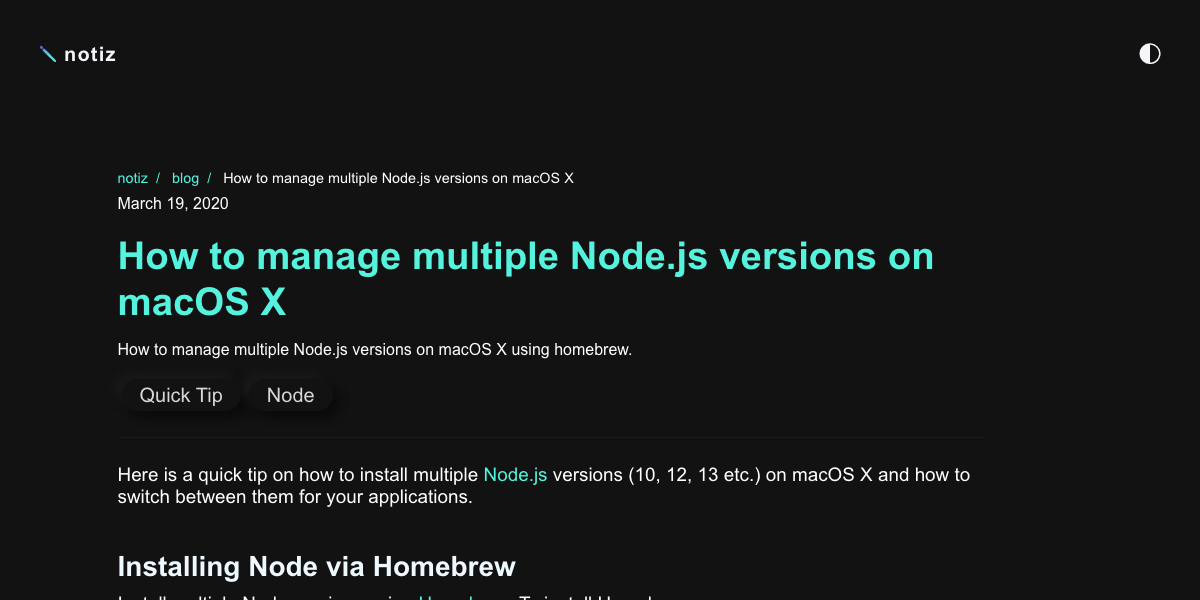 notiz
notiz / blog / How to manage multiple Node.js versions on macOS X
March 19, 2020
How to manage multiple Node.js versions on
macOS X
How to manage multiple Node.js versions on macOS X using homebrew.
Quick Tip Node
Here is a quick tip on how to install multiple Node.js versions (10, 12, 13 etc.) on macOS X and how to
switch between them for your applications.
Installing Node via Homebrew